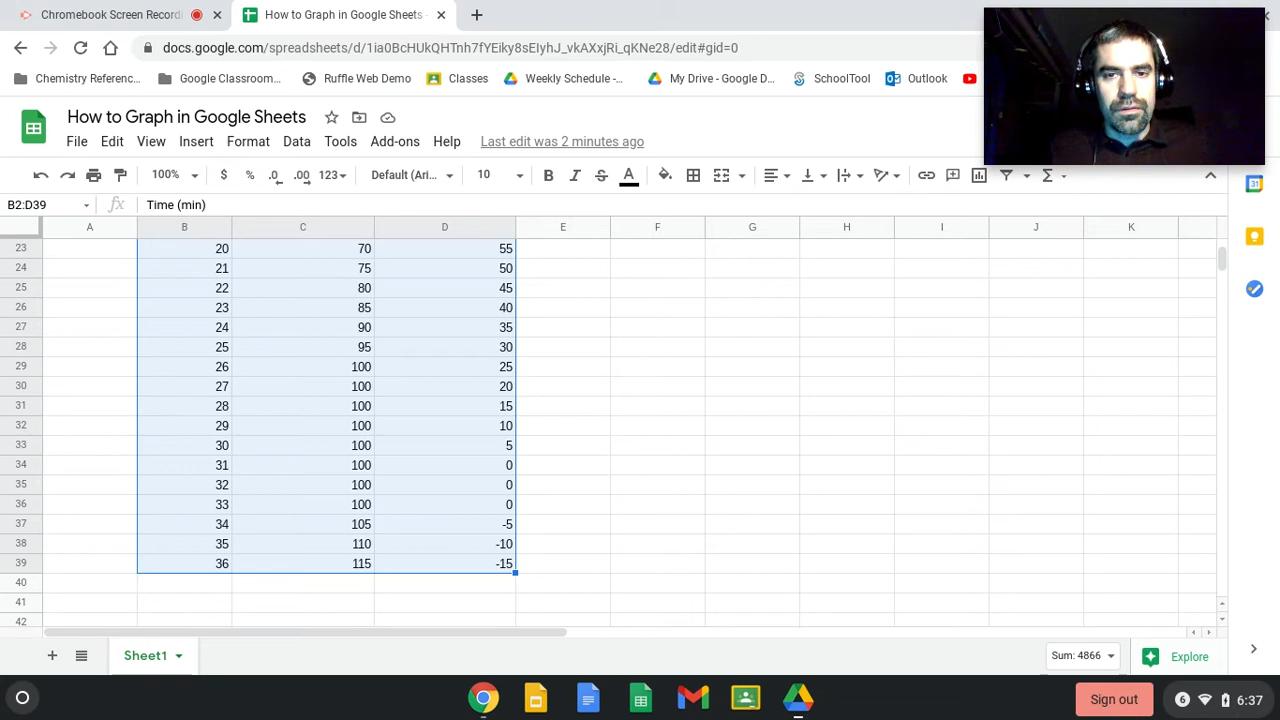 Chromebook Screen Recordi
How to Graph in Google Sheets -
docs.google.com/spreadsheets/d/1ia0BcHUkQHTnh7fYEiky8sEIyhJ_vkAXxjRi_qKNe28/edit#gid=0
Chemistry Referenc...
Google Classroom...
Ruffle Web Demo
Classes
Weekly Schedule -...
My Drive - Google D...
SchoolTool
Outlook
How to Graph in Google Sheets
File Edit View Insert Format Data Tools Add-ons Help Last edit was 2 minutes ago
100% $ % .0 .00 123 Default (Ari... 10 B I S A
B2:D39 fx Time (min)
A B C D E F G H I J K
23 20 70 55
24 21 75 50
25 22 80 45
26 23 85 40
27 24 90 35
28 25 95 30
29 26 100 25
30 27 100 20
31 28 100 15
32 29 100 10
33 30 100 5
34 31 100 0
35 32 100 0
36 33 100 0
37 34 105 -5
38 35 110 -10
39 36 115 -15
40
41
42
Sheet1 Sum: 4866 Explore
Sign out 6 6:37
31